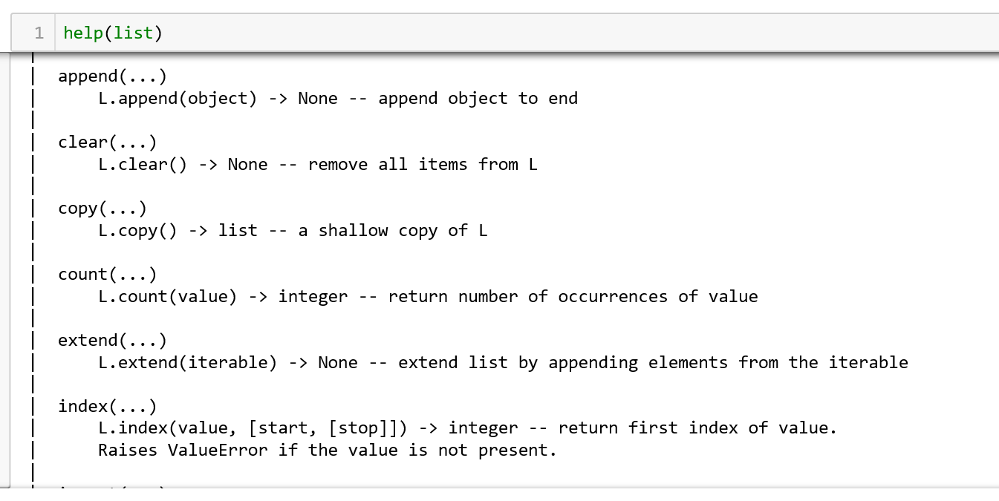 1 help(list)
|
| append(...)
|     L.append(object) -> None -- append object to end
|
| clear(...)
|     L.clear() -> None -- remove all items from L
|
| copy(...)
|     L.copy() -> list -- a shallow copy of L
|
| count(...)
|     L.count(value) -> integer -- return number of occurrences of value
|
| extend(...)
|     L.extend(iterable) -> None -- extend list by appending elements from the iterable
|
| index(...)
|     L.index(value, [start, [stop]]) -> integer -- return first index of value.
|     Raises ValueError if the value is not present.
|